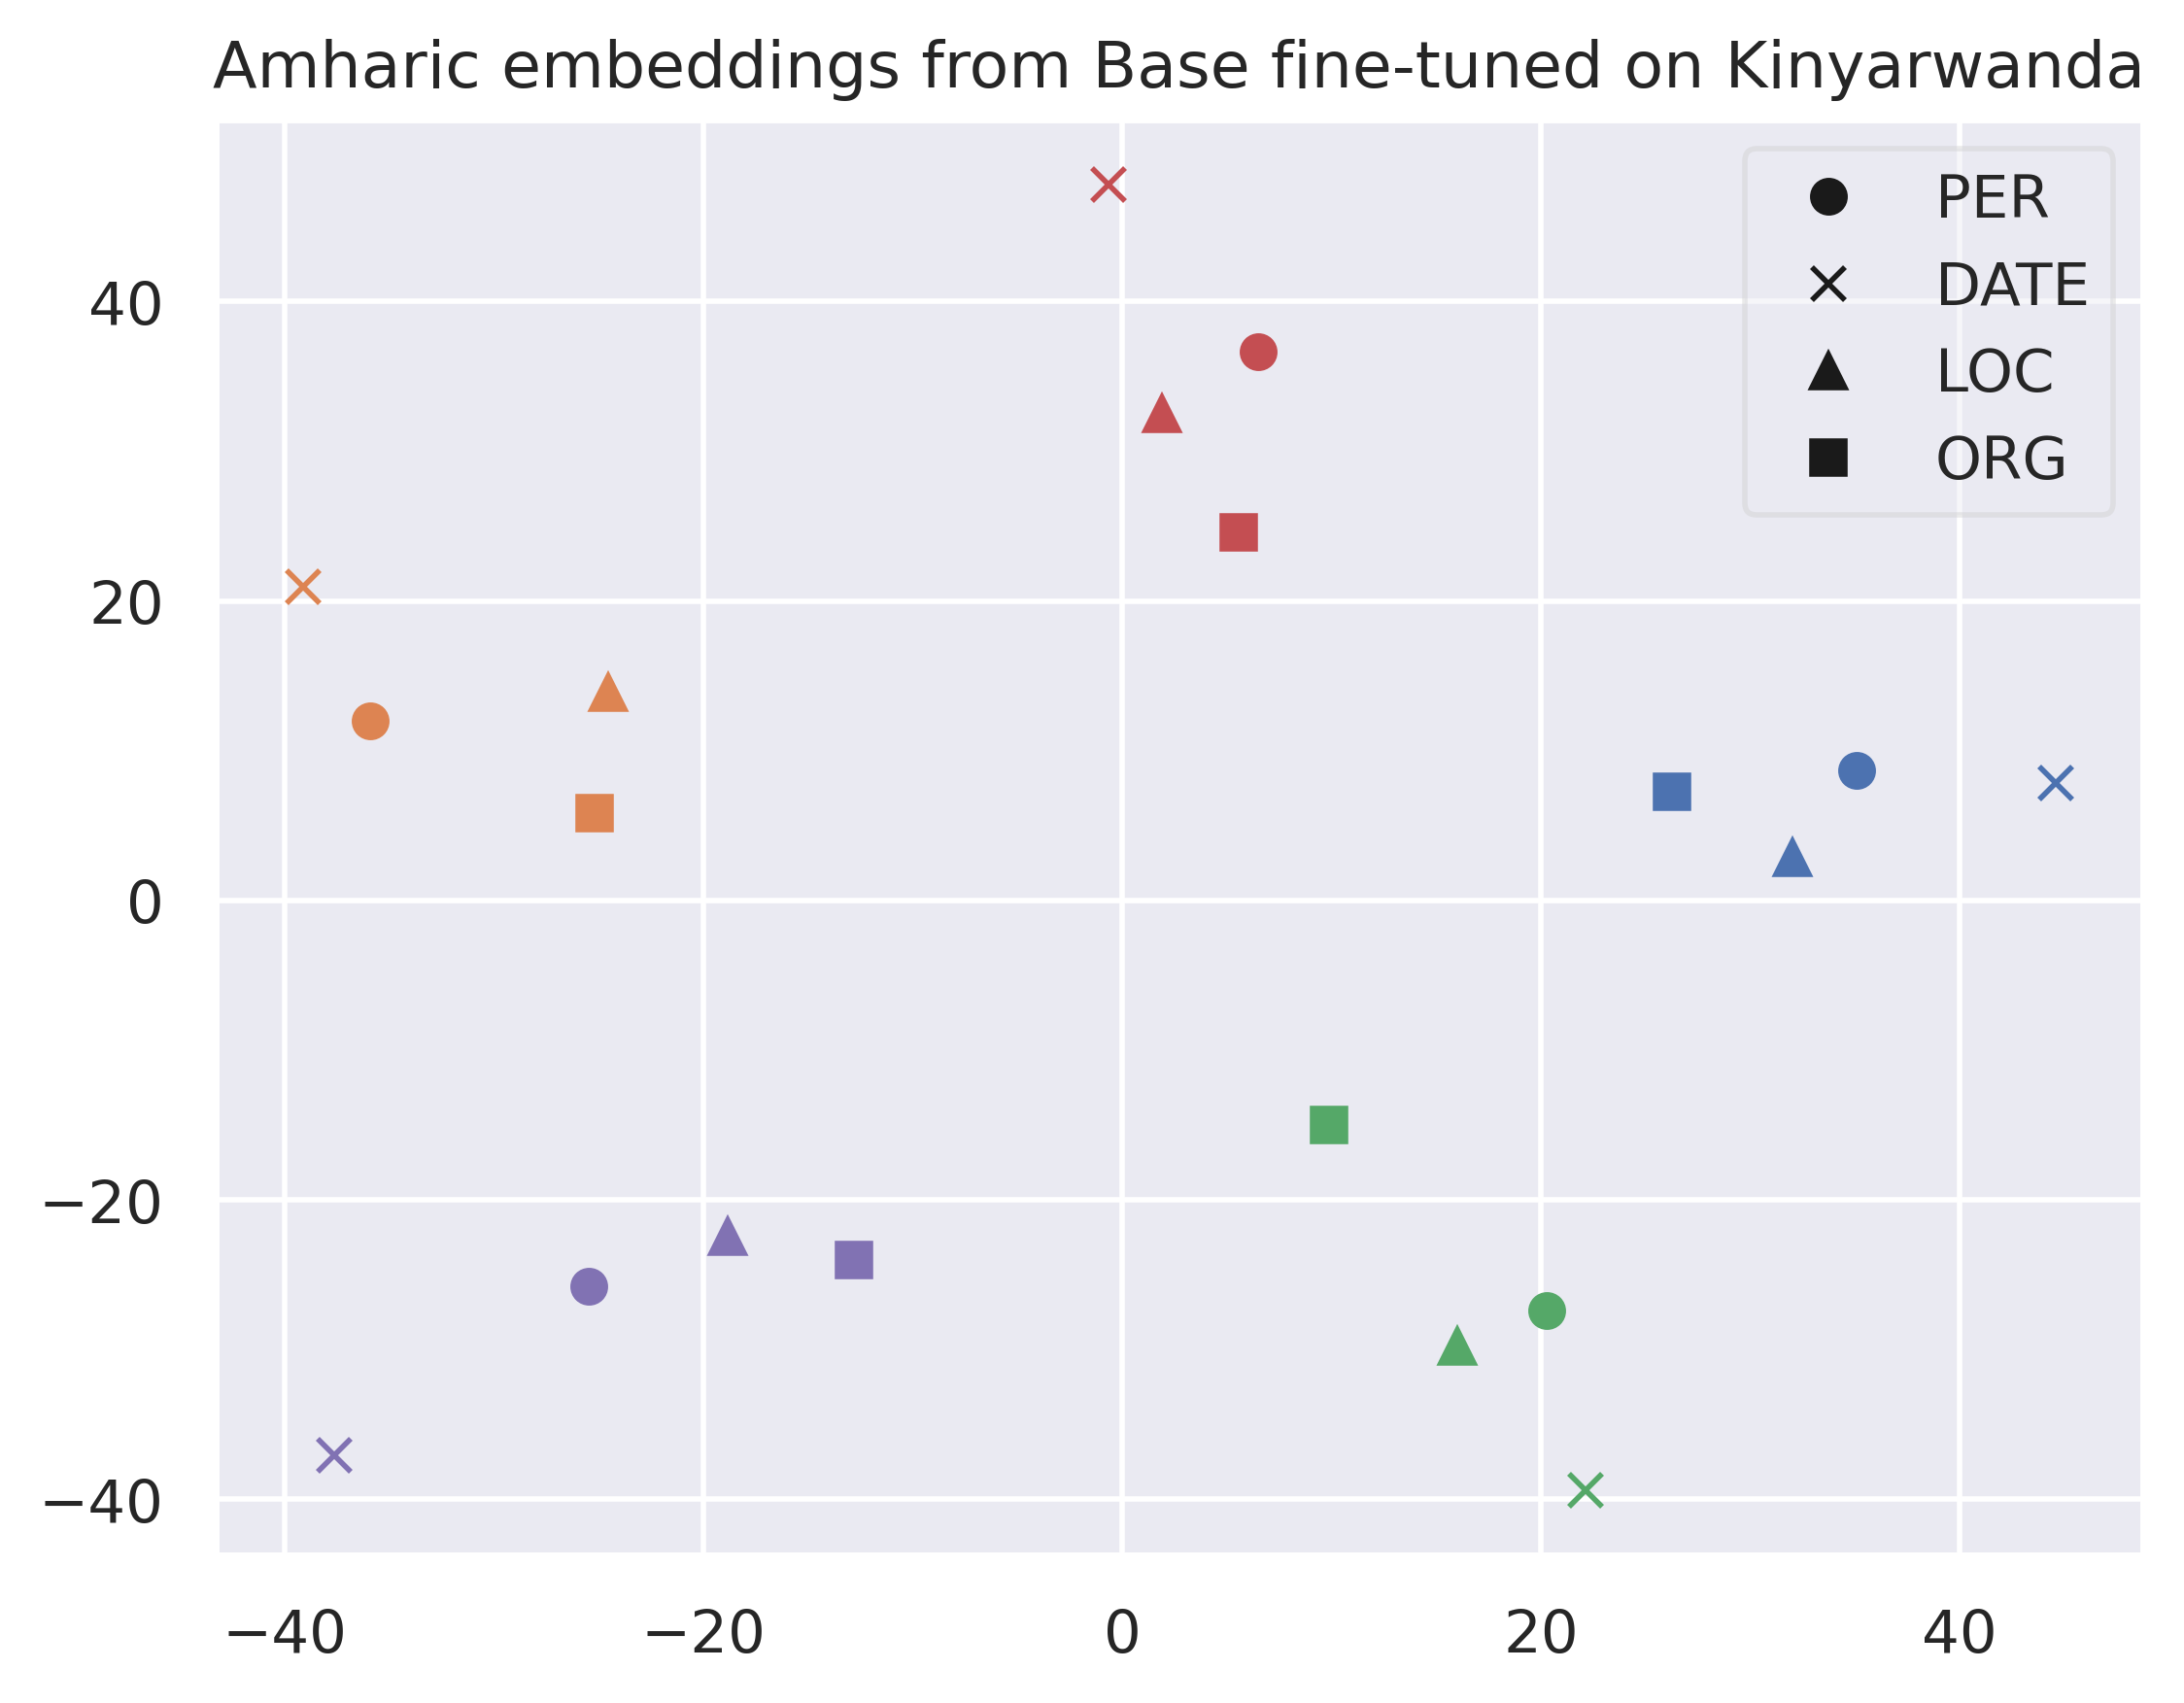 Amharic embeddings from Base fine-tuned on Kinyarwanda
PER
DATE
LOC
ORG
40
20
0
−20
−40
−40 −20 0 20 40